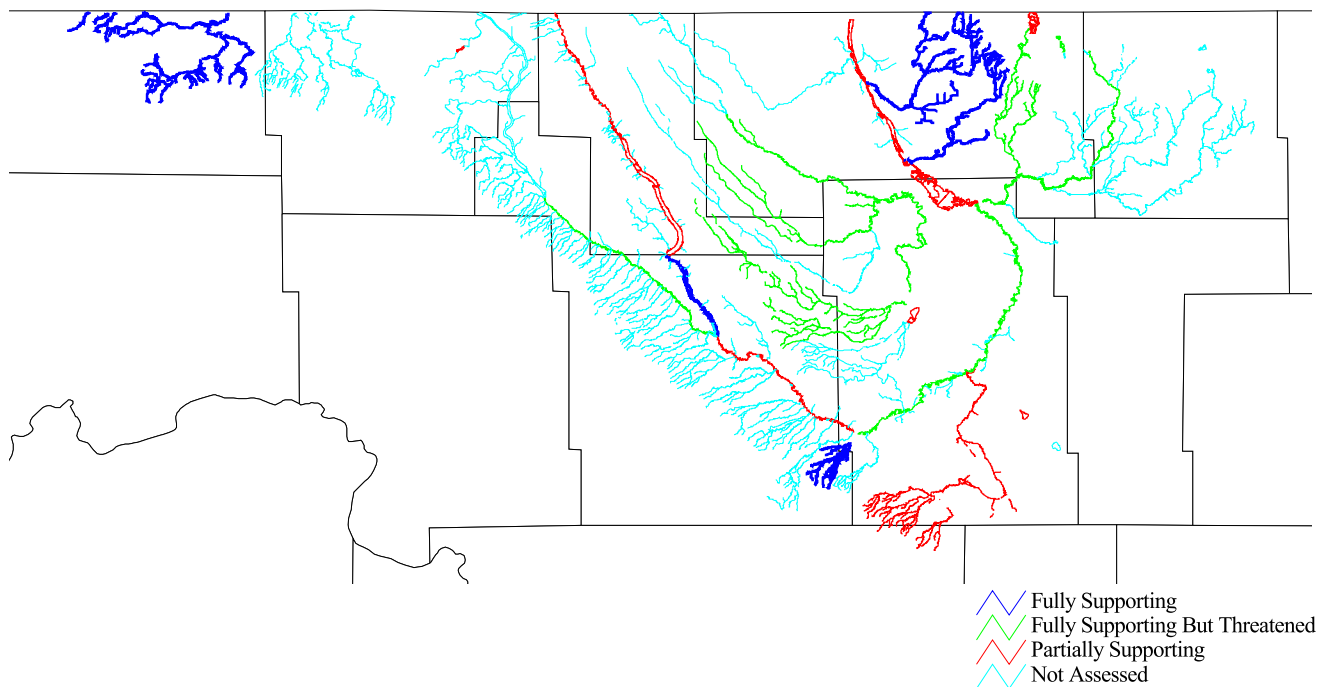 Fully Supporting
Fully Supporting But Threatened
Partially Supporting
Not Assessed